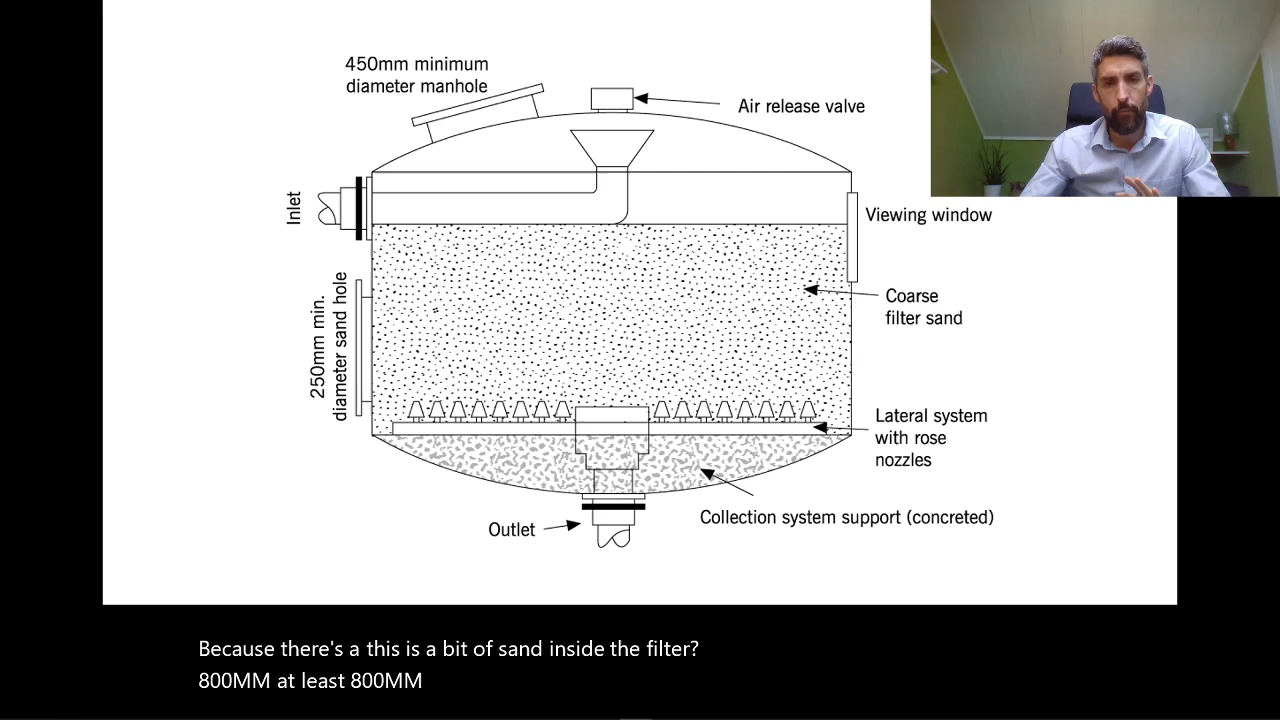 450mm minimum
diameter manhole
Air release valve
Inlet
Viewing window
250mm min.
diameter sand hole
Coarse
filter sand
Lateral system
with rose
nozzles
Collection system support (concreted)
Outlet
Because there's a this is a bit of sand inside the filter?
800MM at least 800MM